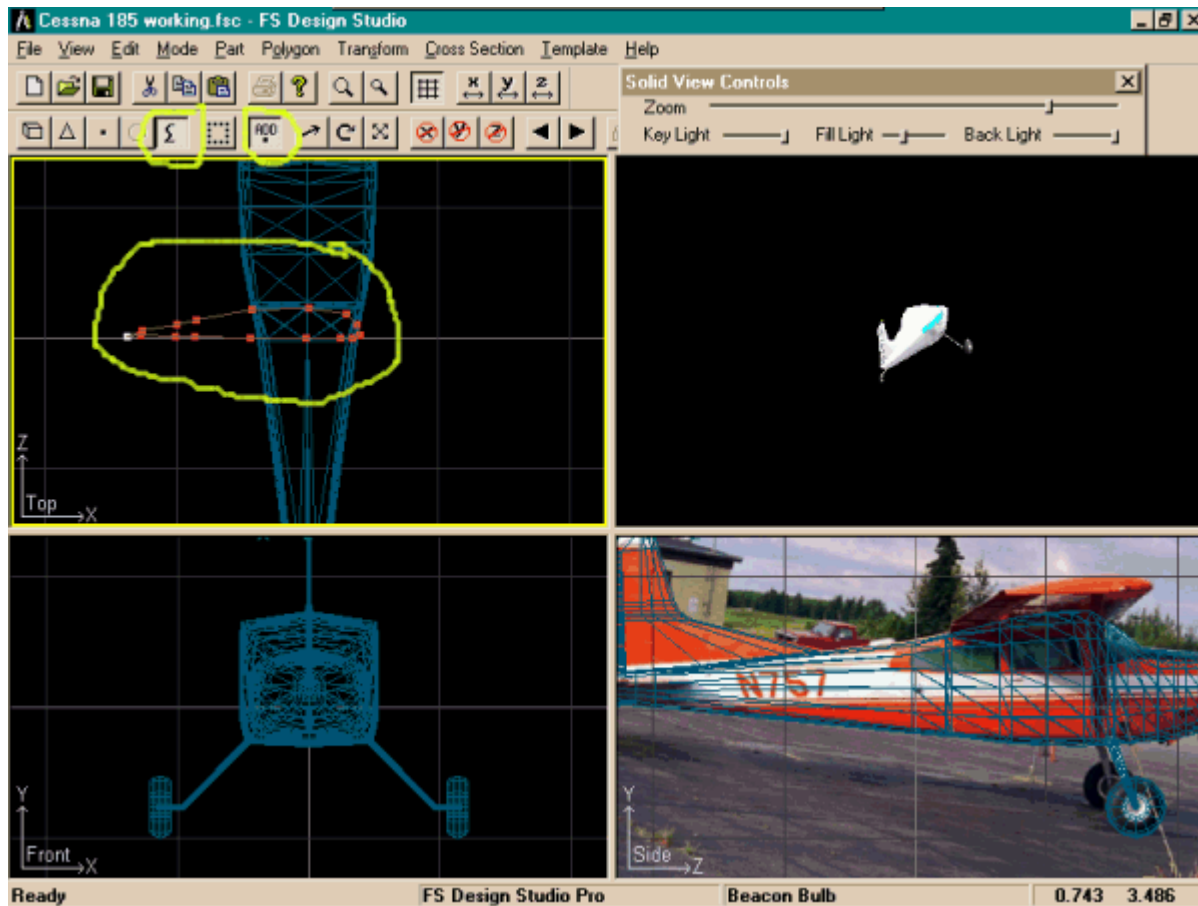 Cessna 185 working.fsc - FS Design Studio
File View Edit Mode Part Polygon Transform Cross Section Template Help
x y z
Solid View Controls
Zoom
ADD
x y z
Key Light Fill Light Back Light
Z
Top
X
N757
Y
Front
X
Y
Side
Z
Ready FS Design Studio Pro Beacon Bulb 0.743 3.486